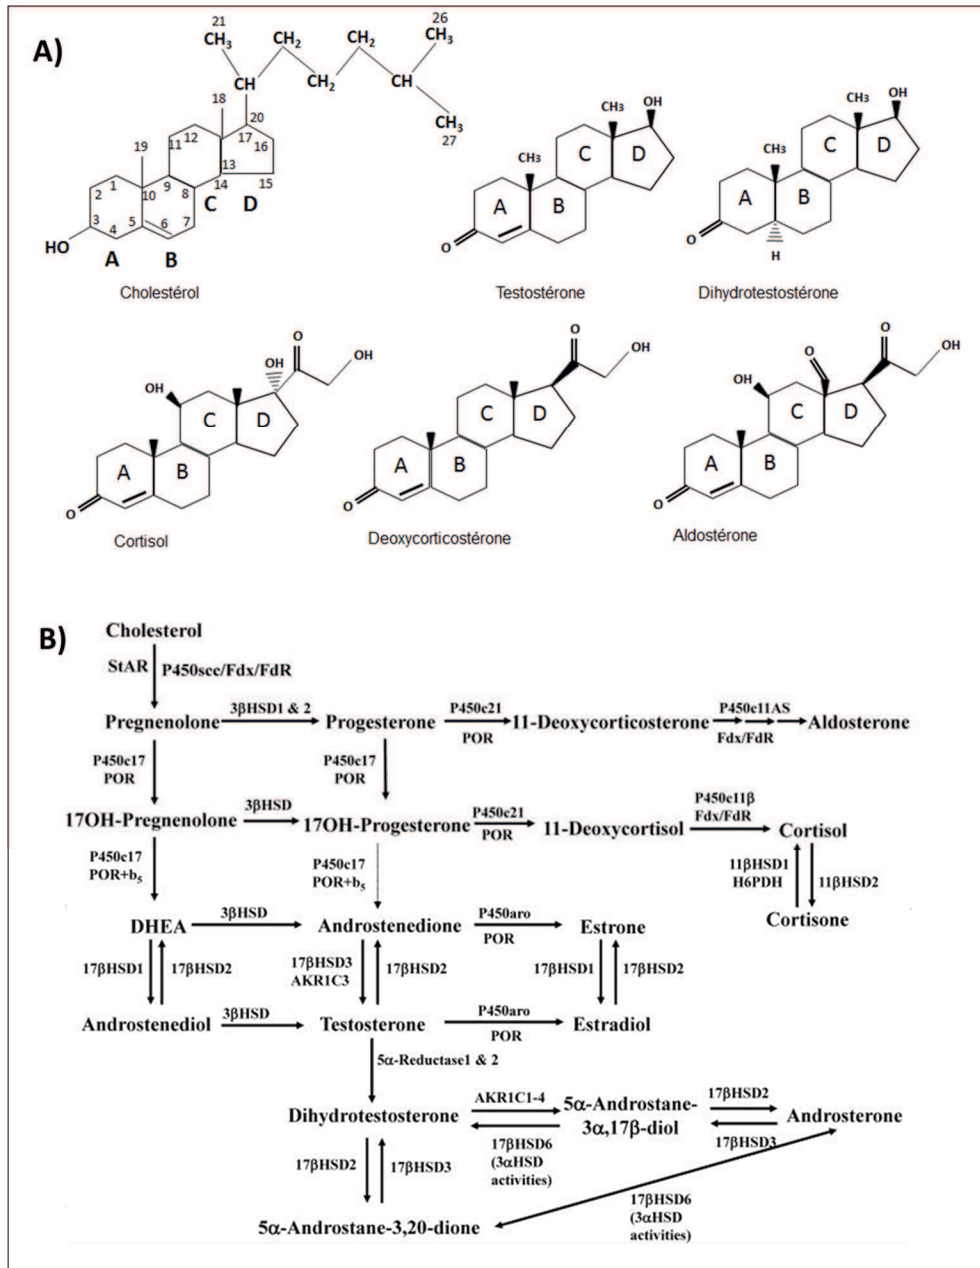 A)
21
CH3
CH2
CH2
26
CH3
CH
CH2
CH
CH3
27
18
20
12
17
11
16
19
13
1
9
14
15
2
10
8
C
D
3
5
6
7
4
HO
A
B
Cholestérol
OH
CH3
CH3
C
D
A
B
O
Testostérone
OH
CH3
CH3
C
D
A
B
O
H
Dihydrotestostérone
O
OH
OH
OH
C
D
A
B
O
Cortisol
O
OH
C
D
A
B
O
Deoxycorticostérone
O
O
OH
OH
C
D
A
B
O
Aldostérone
B)
Cholesterol
StAR P450scc/Fdx/FdR
3βHSD1 & 2 P450c21 P450c11AS
Pregnenolone Progesterone 11-Deoxycorticosterone Aldosterone
POR Fdx/FdR
P450c17 P450c17
POR POR
3βHSD P450c21 P450c11β
Fdx/FdR
17OH-Pregnenolone 17OH-Progesterone 11-Deoxycortisol Cortisol
POR
P450c17 P450c17 11βHSD1
POR+b5 POR+b5 H6PDH 11βHSD2
3βHSD P450aro Cortisone
DHEA Androstenedione Estrone
POR
17βHSD1 17βHSD2 17βHSD3 17βHSD2 17βHSD1 17βHSD2
AKR1C3
3βHSD P450aro
Androstenediol Testosterone Estradiol
POR
5α-Reductase1 & 2
AKR1C1-4 5α-Androstane- 17βHSD2
Dihydrotestosterone 3α,17β-diol Androsterone
17βHSD6 17βHSD3
17βHSD2 17βHSD3 (3αHSD
activities)
17βHSD6
(3αHSD
activities)
5α-Androstane-3,20-dione